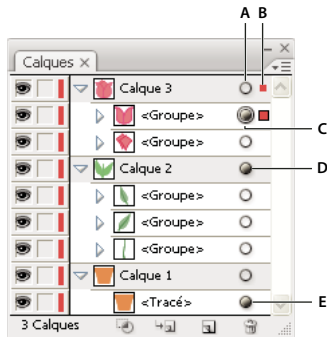 A B
Calques ×
Calque 3
<Groupe>
C
<Groupe>
Calque 2
D
<Groupe>
<Groupe>
<Groupe>
Calque 1
<Tracé>
E
3 Calques